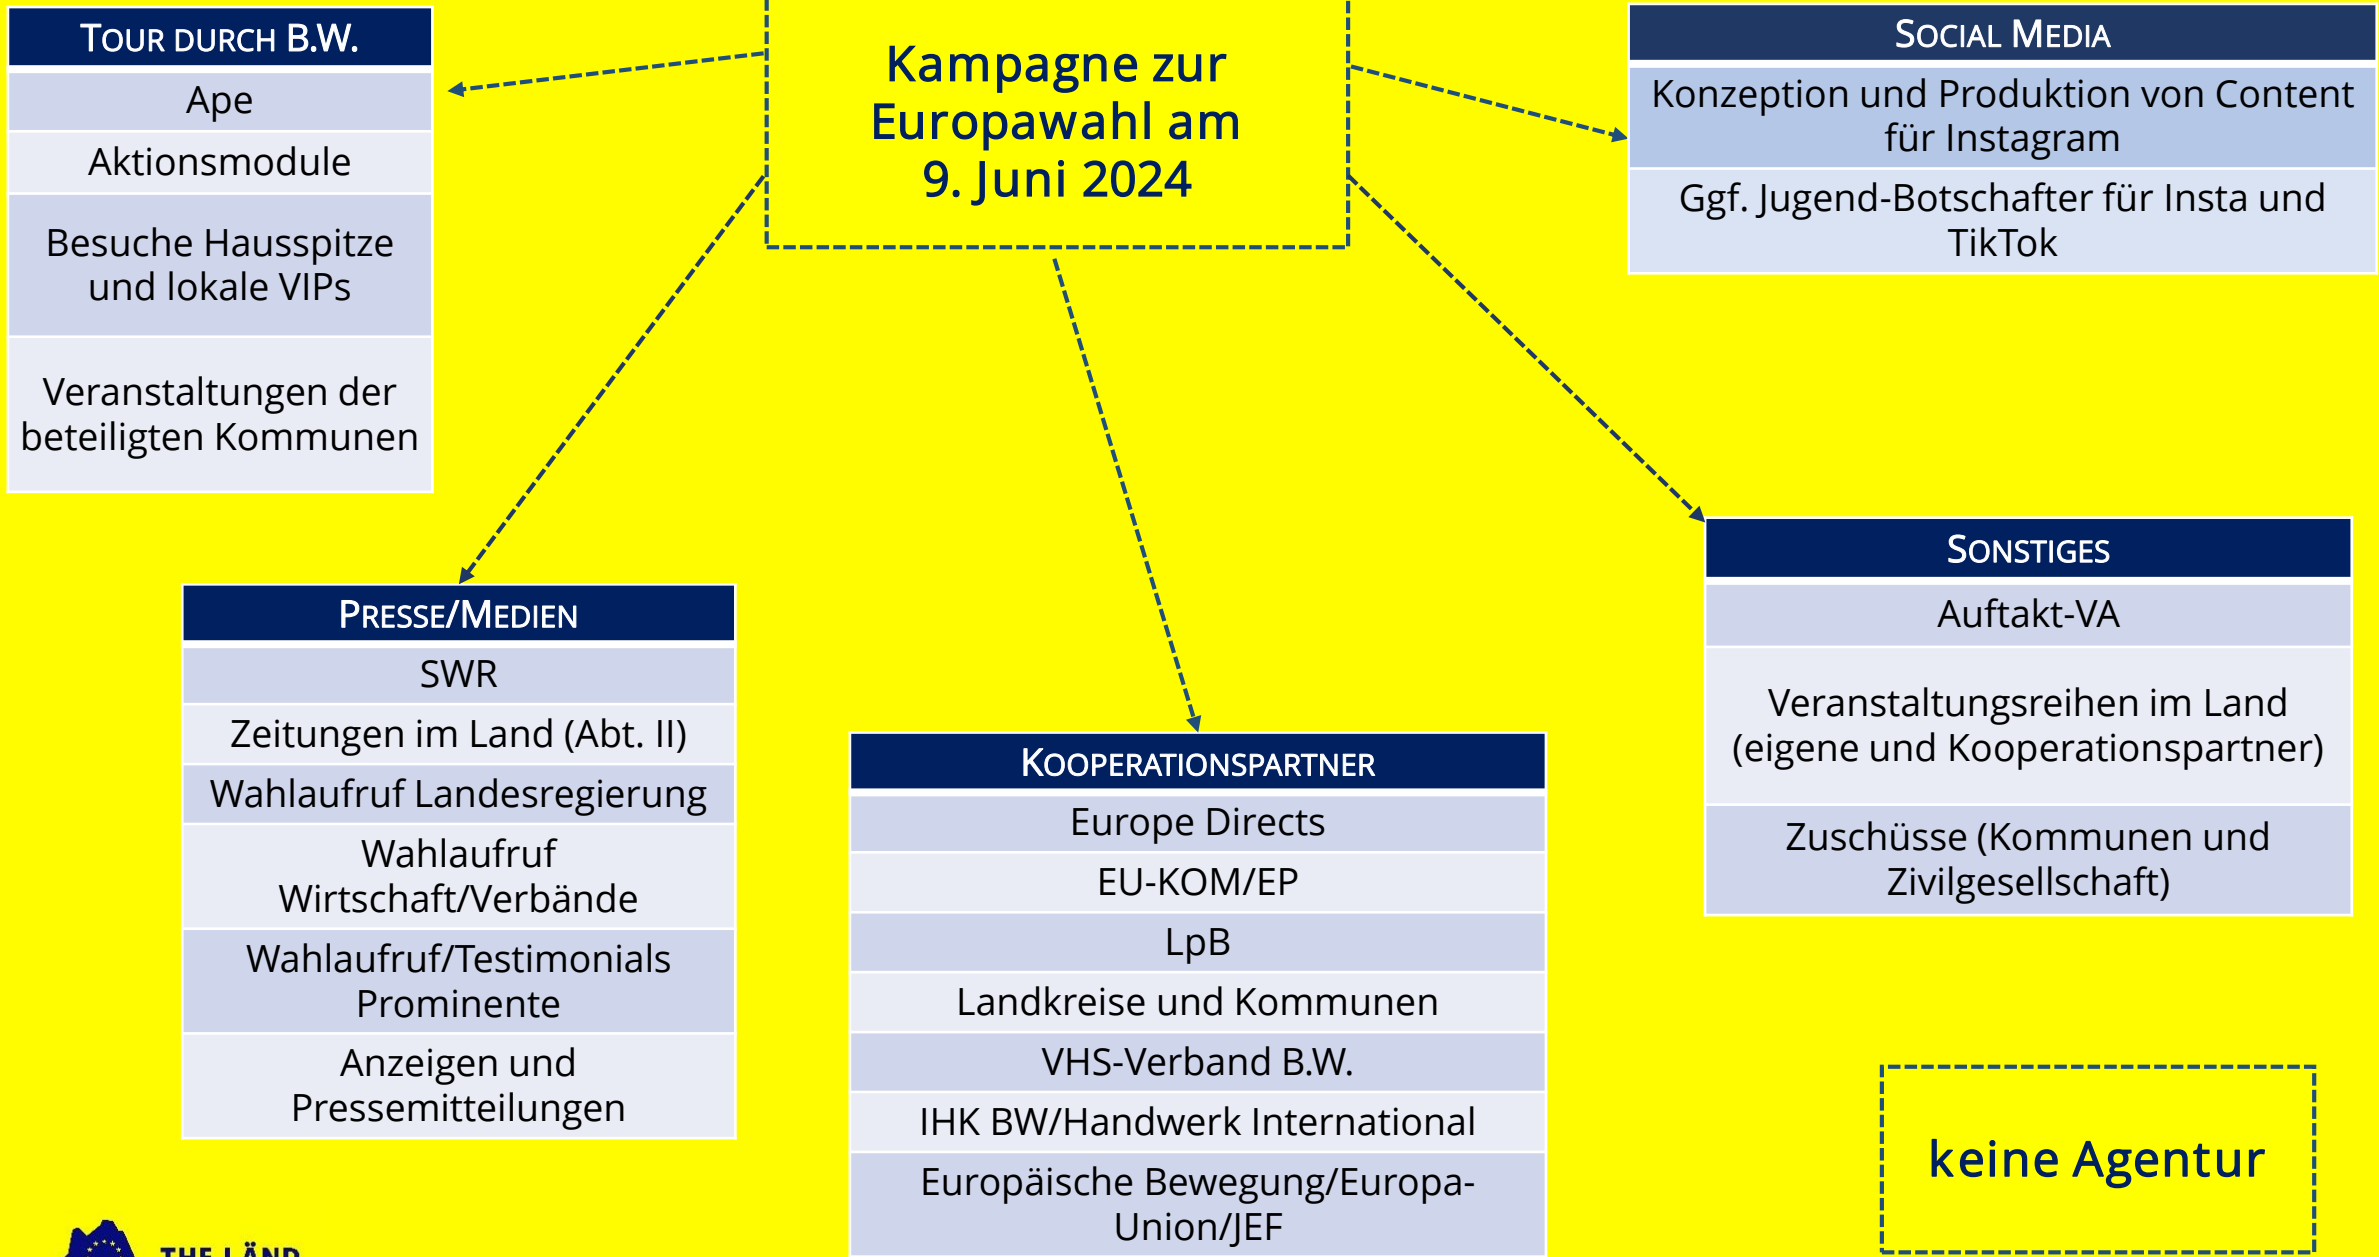 Kampagne zur
Europawahl am
9. Juni 2024
TOUR DURCH B.W.
Ape
Aktionsmodule
Besuche Hausspitze
und lokale VIPs
Veranstaltungen der
beteiligten Kommunen
SOCIAL MEDIA
Konzeption und Produktion von Content
für Instagram
Ggf. Jugend-Botschafter für Insta und
TikTok
PRESSE/MEDIEN
SWR
Zeitungen im Land (Abt. II)
Wahlaufruf Landesregierung
Wahlaufruf
Wirtschaft/Verbände
Wahlaufruf/Testimonials
Prominente
Anzeigen und
Pressemitteilungen
KOOPERATIONSPARTNER
Europe Directs
EU-KOM/EP
LpB
Landkreise und Kommunen
VHS-Verband B.W.
IHK BW/Handwerk International
Europäische Bewegung/Europa-
Union/JEF
SONSTIGES
Auftakt-VA
Veranstaltungsreihen im Land
(eigene und Kooperationspartner)
Zuschüsse (Kommunen und
Zivilgesellschaft)
keine Agentur
THE LÄND